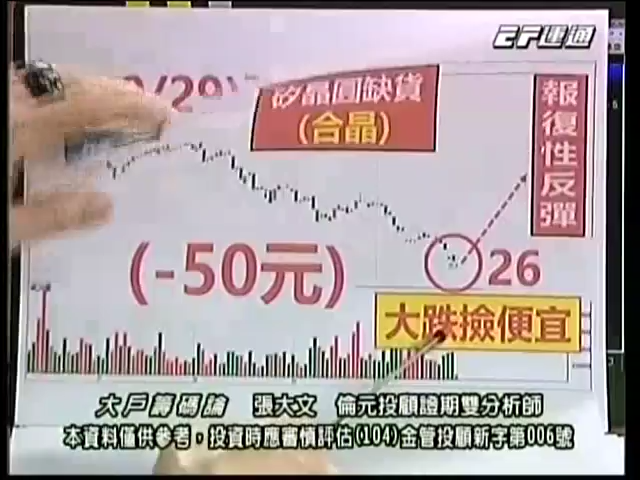 EF運通
矽晶圓缺貨
(合晶)
報復性反彈
(-50元)
26
大跌撿便宜
大戶籌碼論 張大文 倫元投顧證期雙分析師
本資料僅供參考，投資時應審慎評估(104)金管投顧新字第006號